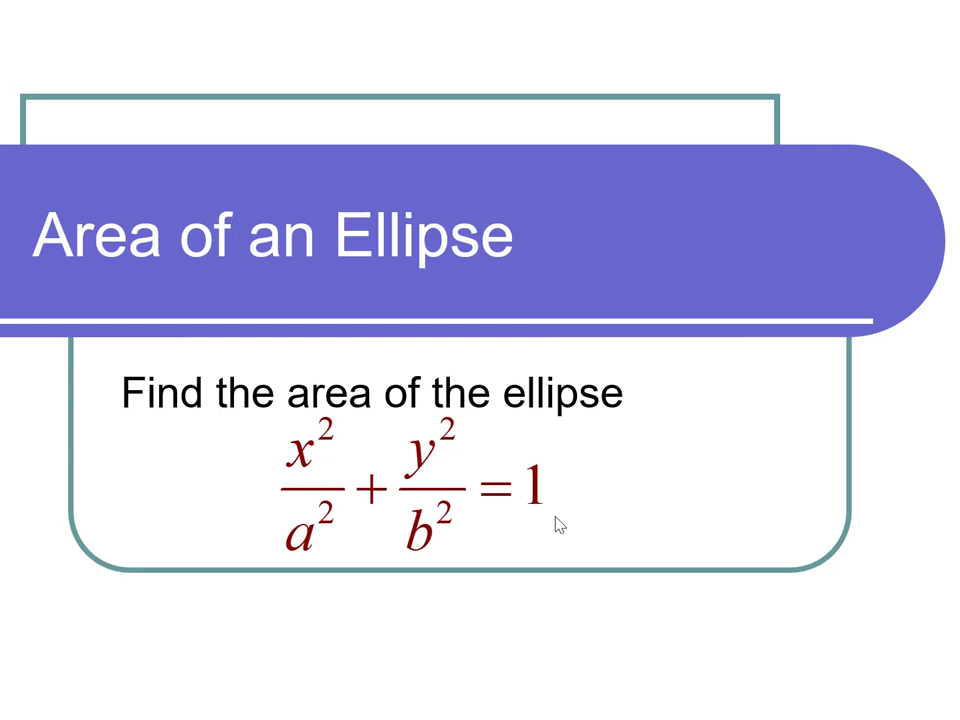 Area of an Ellipse
Find the area of the ellipse
x²/a² + y²/b² = 1